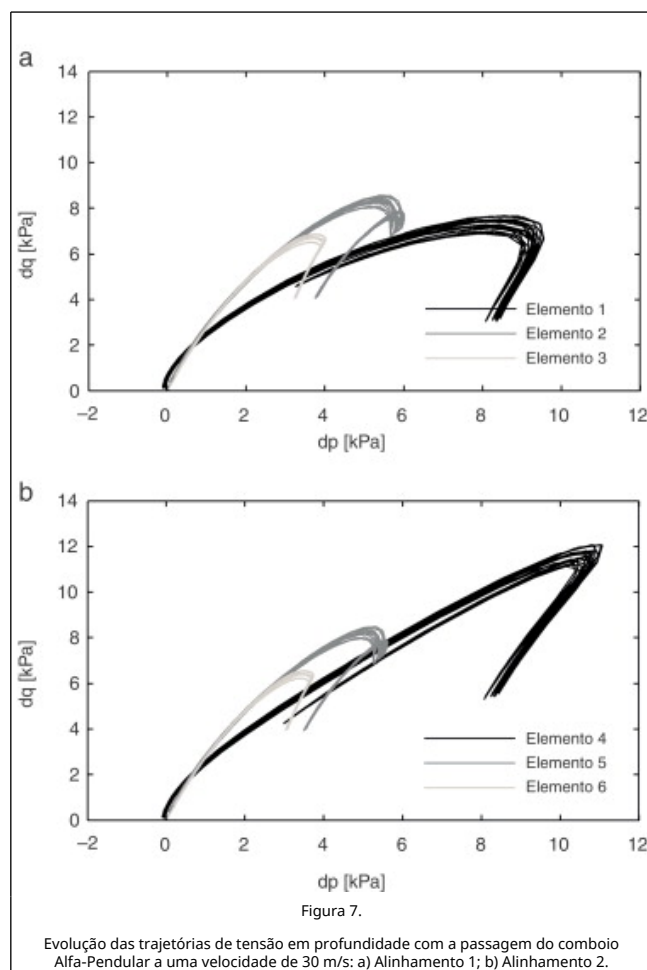 a
14
12
10
8
6
4
2
0
dq [kPa]
Elemento 1
Elemento 2
Elemento 3
−2 0 2 4 6 8 10 12
dp [kPa]
b
14
12
10
8
6
4
2
0
dq [kPa]
Elemento 4
Elemento 5
Elemento 6
−2 0 2 4 6 8 10 12
dp [kPa]
Figura 7.
Evolução das trajetórias de tensão em profundidade com a passagem do comboio
Alfa-Pendular a uma velocidade de 30 m/s: a) Alinhamento 1; b) Alinhamento 2.